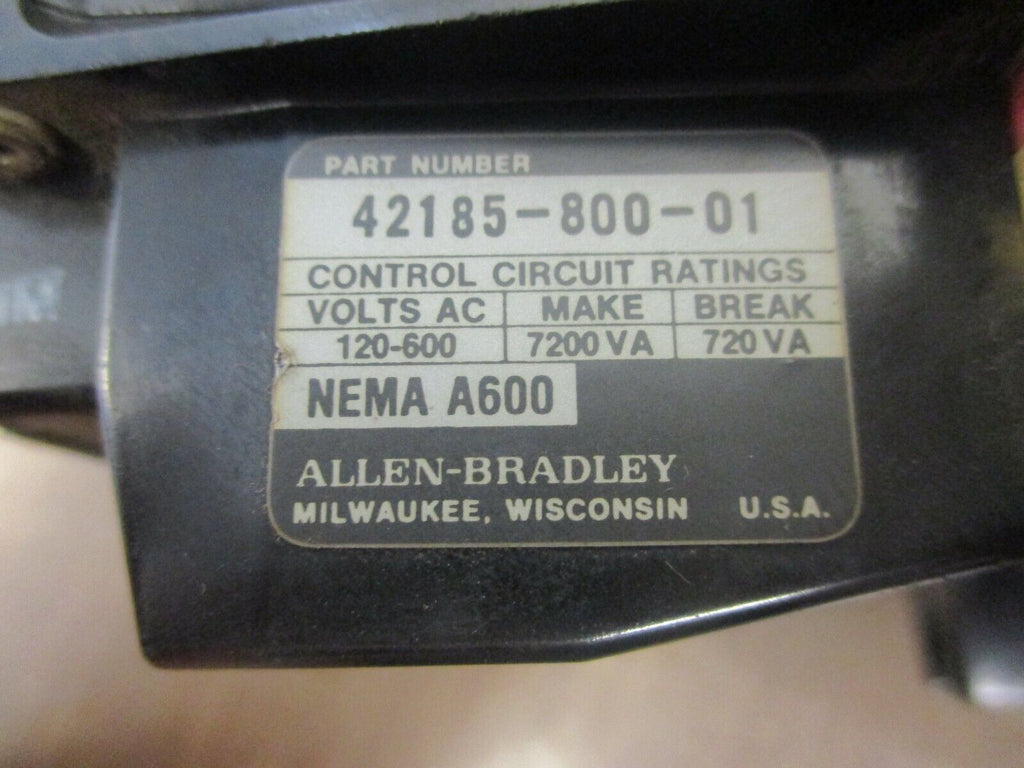 PART NUMBER
42185-800-01
CONTROL CIRCUIT RATINGS
VOLTS AC MAKE BREAK
120-600 7200 VA 720 VA
NEMA A600
ALLEN-BRADLEY
MILWAUKEE, WISCONSIN U.S.A.